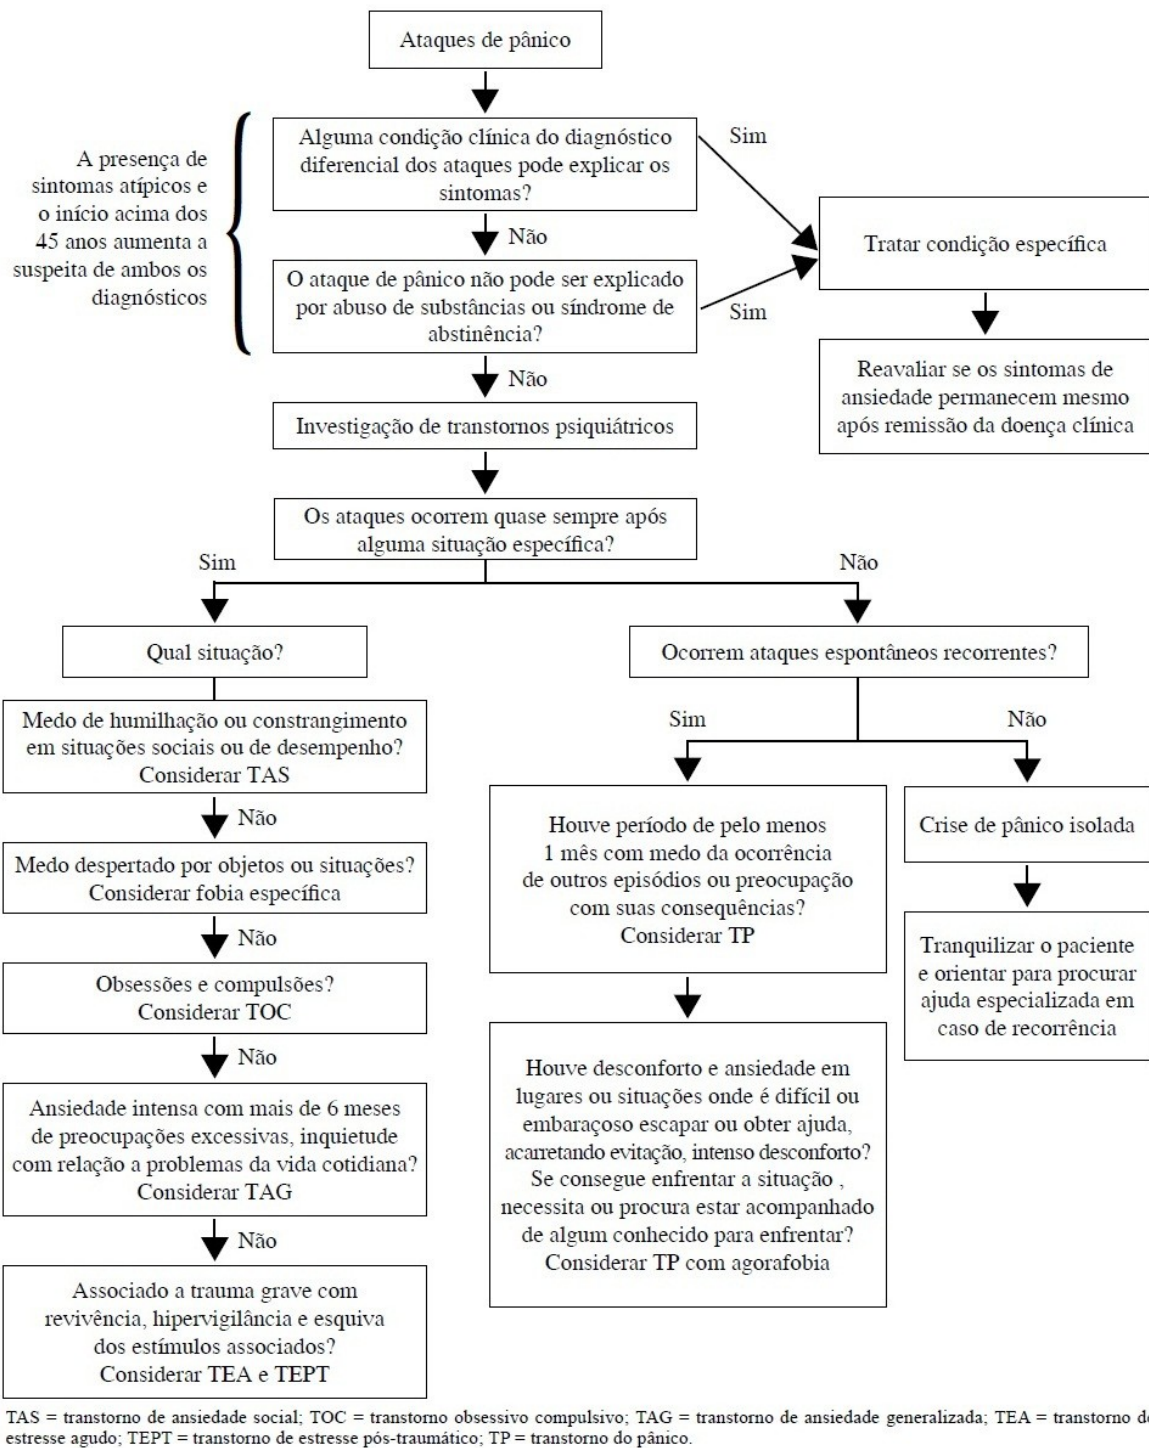 Ataques de pânico
A presença de
sintomas atípicos e
o início acima dos
45 anos aumenta a
suspeita de ambos os
diagnósticos
Alguma condição clínica do diagnóstico
diferencial dos ataques pode explicar os
sintomas?
Sim
Não
O ataque de pânico não pode ser explicado
por abuso de substâncias ou síndrome de
abstinência?
Sim
Tratar condição específica
Reavaliar se os sintomas de
ansiedade permanecem mesmo
após remissão da doença clínica
Não
Investigação de transtornos psiquiátricos
Os ataques ocorrem quase sempre após
alguma situação específica?
Sim
Não
Qual situação?
Medo de humilhação ou constrangimento
em situações sociais ou de desempenho?
Considerar TAS
Não
Medo despertado por objetos ou situações?
Considerar fobia específica
Não
Obsessões e compulsões?
Considerar TOC
Não
Ansiedade intensa com mais de 6 meses
de preocupações excessivas, inquietude
com relação a problemas da vida cotidiana?
Considerar TAG
Não
Associado a trauma grave com
revivência, hipervigilância e esquiva
dos estímulos associados?
Considerar TEA e TEPT
Ocorrem ataques espontâneos recorrentes?
Sim
Não
Houve período de pelo menos
1 mês com medo da ocorrência
de outros episódios ou preocupação
com suas consequências?
Considerar TP
Houve desconforto e ansiedade em
lugares ou situações onde é difícil ou
embaraçoso escapar ou obter ajuda,
acarretando evitação, intenso desconforto?
Se consegue enfrentar a situação ,
necessita ou procura estar acompanhado
de algum conhecido para enfrentar?
Considerar TP com agorafobia
Crise de pânico isolada
Tranquilizar o paciente
e orientar para procurar
ajuda especializada em
caso de recorrência
TAS = transtorno de ansiedade social; TOC = transtorno obsessivo compulsivo; TAG = transtorno de ansiedade generalizada; TEA = transtorno de
estresse agudo; TEPT = transtorno de estresse pós-traumático; TP = transtorno do pânico.